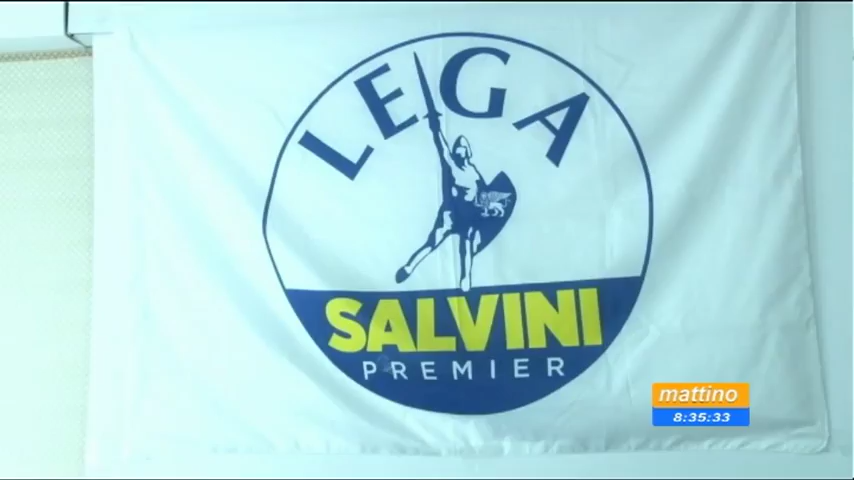 LEGA
SALVINI
PREMIER
mattino
8:35:33